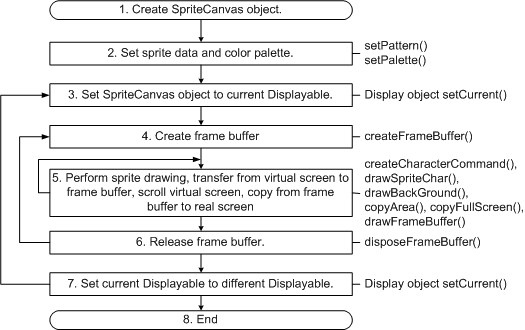 1. Create SpriteCanvas object.
2. Set sprite data and color palette.
setPattern()
setPalette()
3. Set SpriteCanvas object to current Displayable.
Display object setCurrent()
4. Create frame buffer
createFrameBuffer()
5. Perform sprite drawing, transfer from virtual screen to
frame buffer, scroll virtual screen, copy from frame
buffer to real screen
createCharacterCommand(),
drawSpriteChar(),
drawBackGround(),
copyArea(), copyFullScreen(),
drawFrameBuffer()
6. Release frame buffer.
disposeFrameBuffer()
7. Set current Displayable to different Displayable.
Display object setCurrent()
8. End